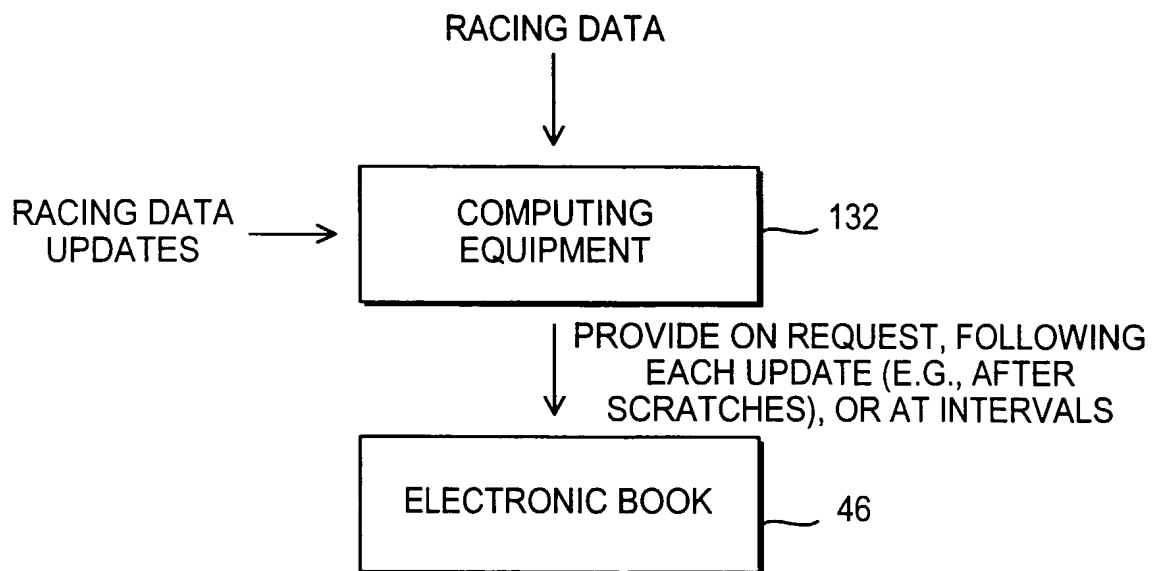 RACING DATA
RACING DATA
UPDATES
COMPUTING
EQUIPMENT
132
PROVIDE ON REQUEST, FOLLOWING
EACH UPDATE (E.G., AFTER
SCRATCHES), OR AT INTERVALS
ELECTRONIC BOOK
46